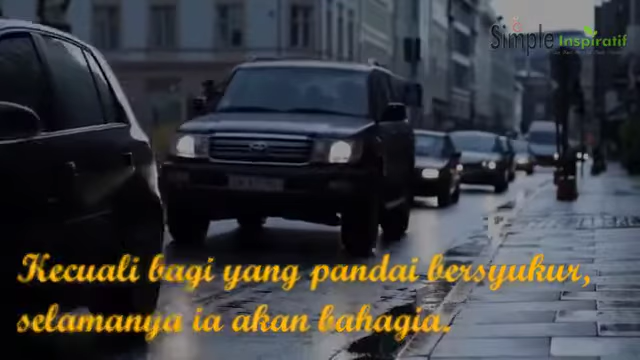 Simple Inspiratif
Kecuali bagi yang pandai bersyukur,
selamanya ia akan bahagia.